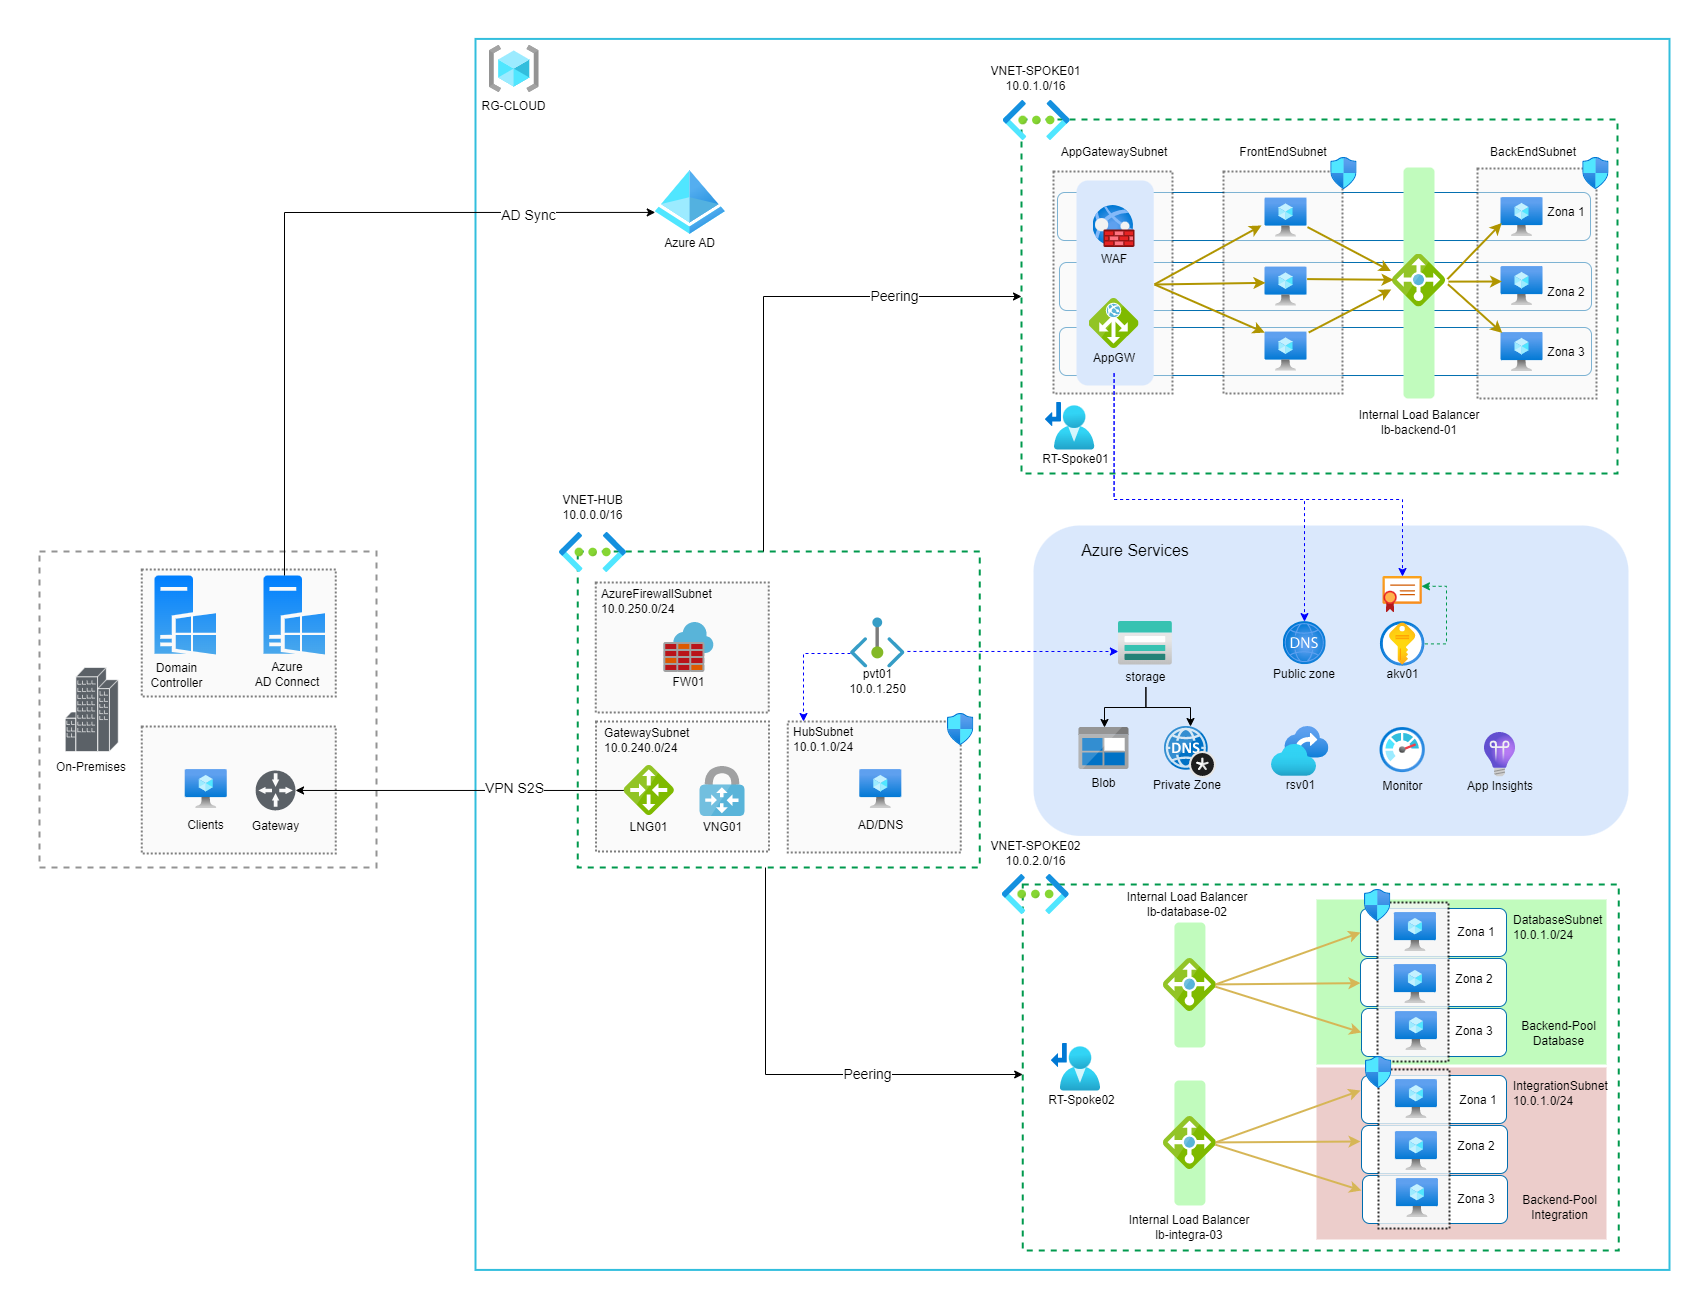 RG-CLOUD
VNET-SPOKE01
10.0.1.0/16
AppGatewaySubnet
FrontEndSubnet
BackEndSubnet
WAF
AppGW
Zona 1
Zona 2
Zona 3
Internal Load Balancer
lb-backend-01
RT-Spoke01
AD Sync
Azure AD
Peering
VNET-HUB
10.0.0.0/16
AzureFirewallSubnet
10.0.250.0/24
FW01
pvt01
10.0.1.250
GatewaySubnet
10.0.240.0/24
LNG01
VNG01
HubSubnet
10.0.1.0/24
AD/DNS
Domain
Controller
Azure
AD Connect
On-Premises
Clients
Gateway
VPN S2S
Azure Services
storage
DNS
Public zone
akv01
Blob
DNS
*
Private Zone
rsv01
Monitor
App Insights
VNET-SPOKE02
10.0.2.0/16
Internal Load Balancer
lb-database-02
Zona 1
Zona 2
Zona 3
DatabaseSubnet
10.0.1.0/24
Backend-Pool
Database
Peering
RT-Spoke02
Zona 1
Zona 2
Zona 3
IntegrationSubnet
10.0.1.0/24
Backend-Pool
Integration
Internal Load Balancer
lb-integra-03